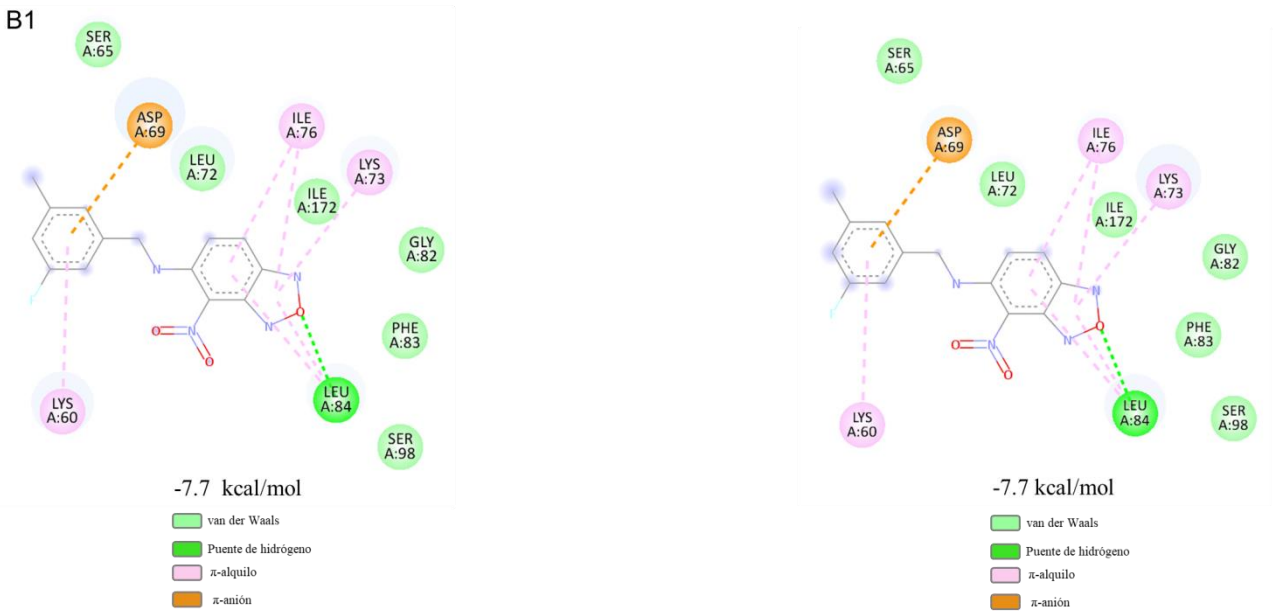 B1
SER
A:65
ASP
A:69
LEU
A:72
ILE
A:76
LYS
A:73
ILE
A:172
GLY
A:82
PHE
A:83
LEU
A:84
SER
A:98
LYS
A:60
N
N
O
N
N
O
O
F
-7.7 kcal/mol
van der Waals
Puente de hidrógeno
π-alquilo
π-anión
SER
A:65
ASP
A:69
LEU
A:72
ILE
A:76
LYS
A:73
ILE
A:172
GLY
A:82
PHE
A:83
LEU
A:84
SER
A:98
LYS
A:60
N
N
O
N
N
O
O
F
-7.7 kcal/mol
van der Waals
Puente de hidrógeno
π-alquilo
π-anión